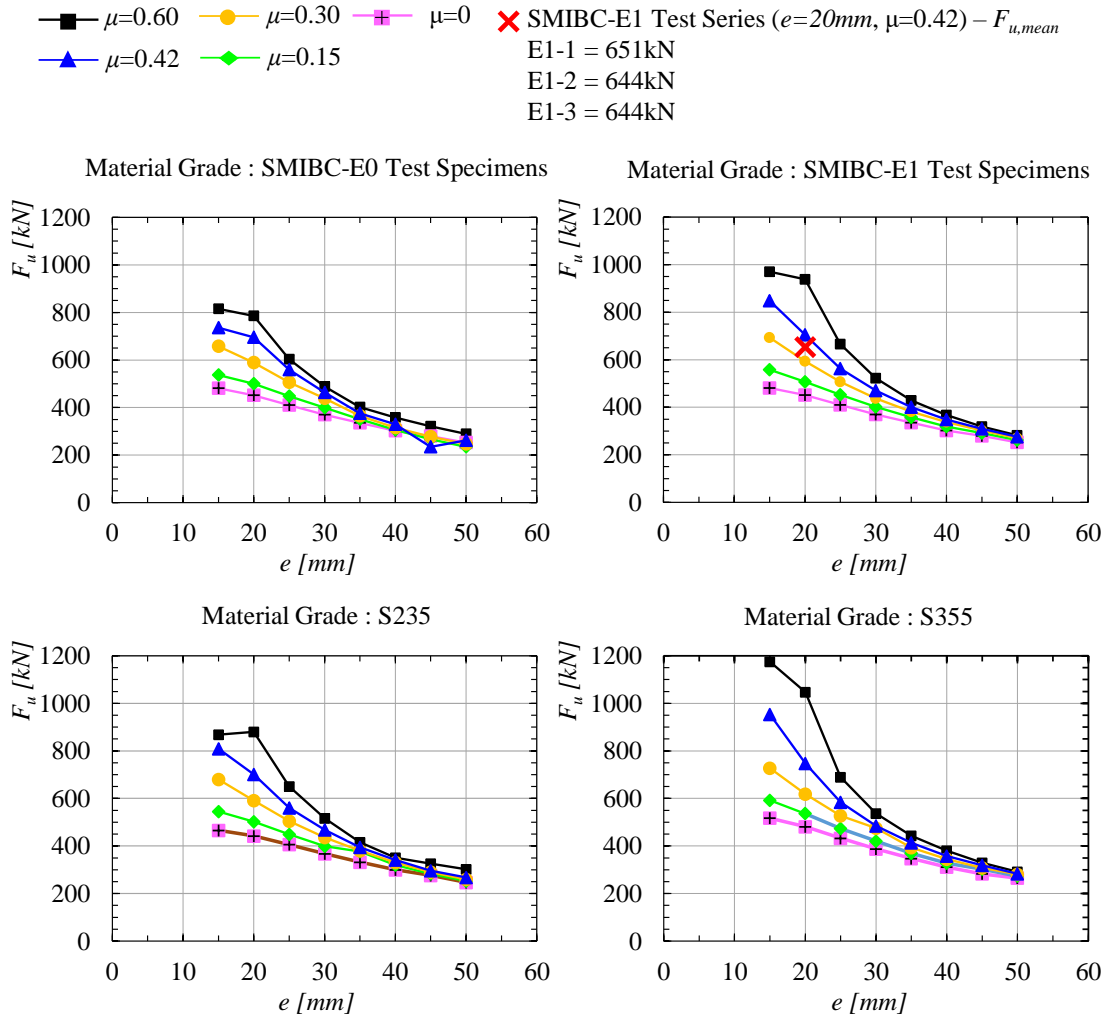 μ=0.60 μ=0.30 μ=0 SMIBC-E1 Test Series (e=20mm, μ=0.42) – Fu,mean
μ=0.42 μ=0.15 E1-1 = 651kN
E1-2 = 644kN
E1-3 = 644kN
Material Grade : SMIBC-E0 Test Specimens
Fu [kN]
1200
1000
800
600
400
200
0
0 10 20 30 40 50 60
e [mm]
Material Grade : SMIBC-E1 Test Specimens
Fu [kN]
1200
1000
800
600
400
200
0
0 10 20 30 40 50 60
e [mm]
Material Grade : S235
Fu [kN]
1200
1000
800
600
400
200
0
0 10 20 30 40 50 60
e [mm]
Material Grade : S355
Fu [kN]
1200
1000
800
600
400
200
0
0 10 20 30 40 50 60
e [mm]